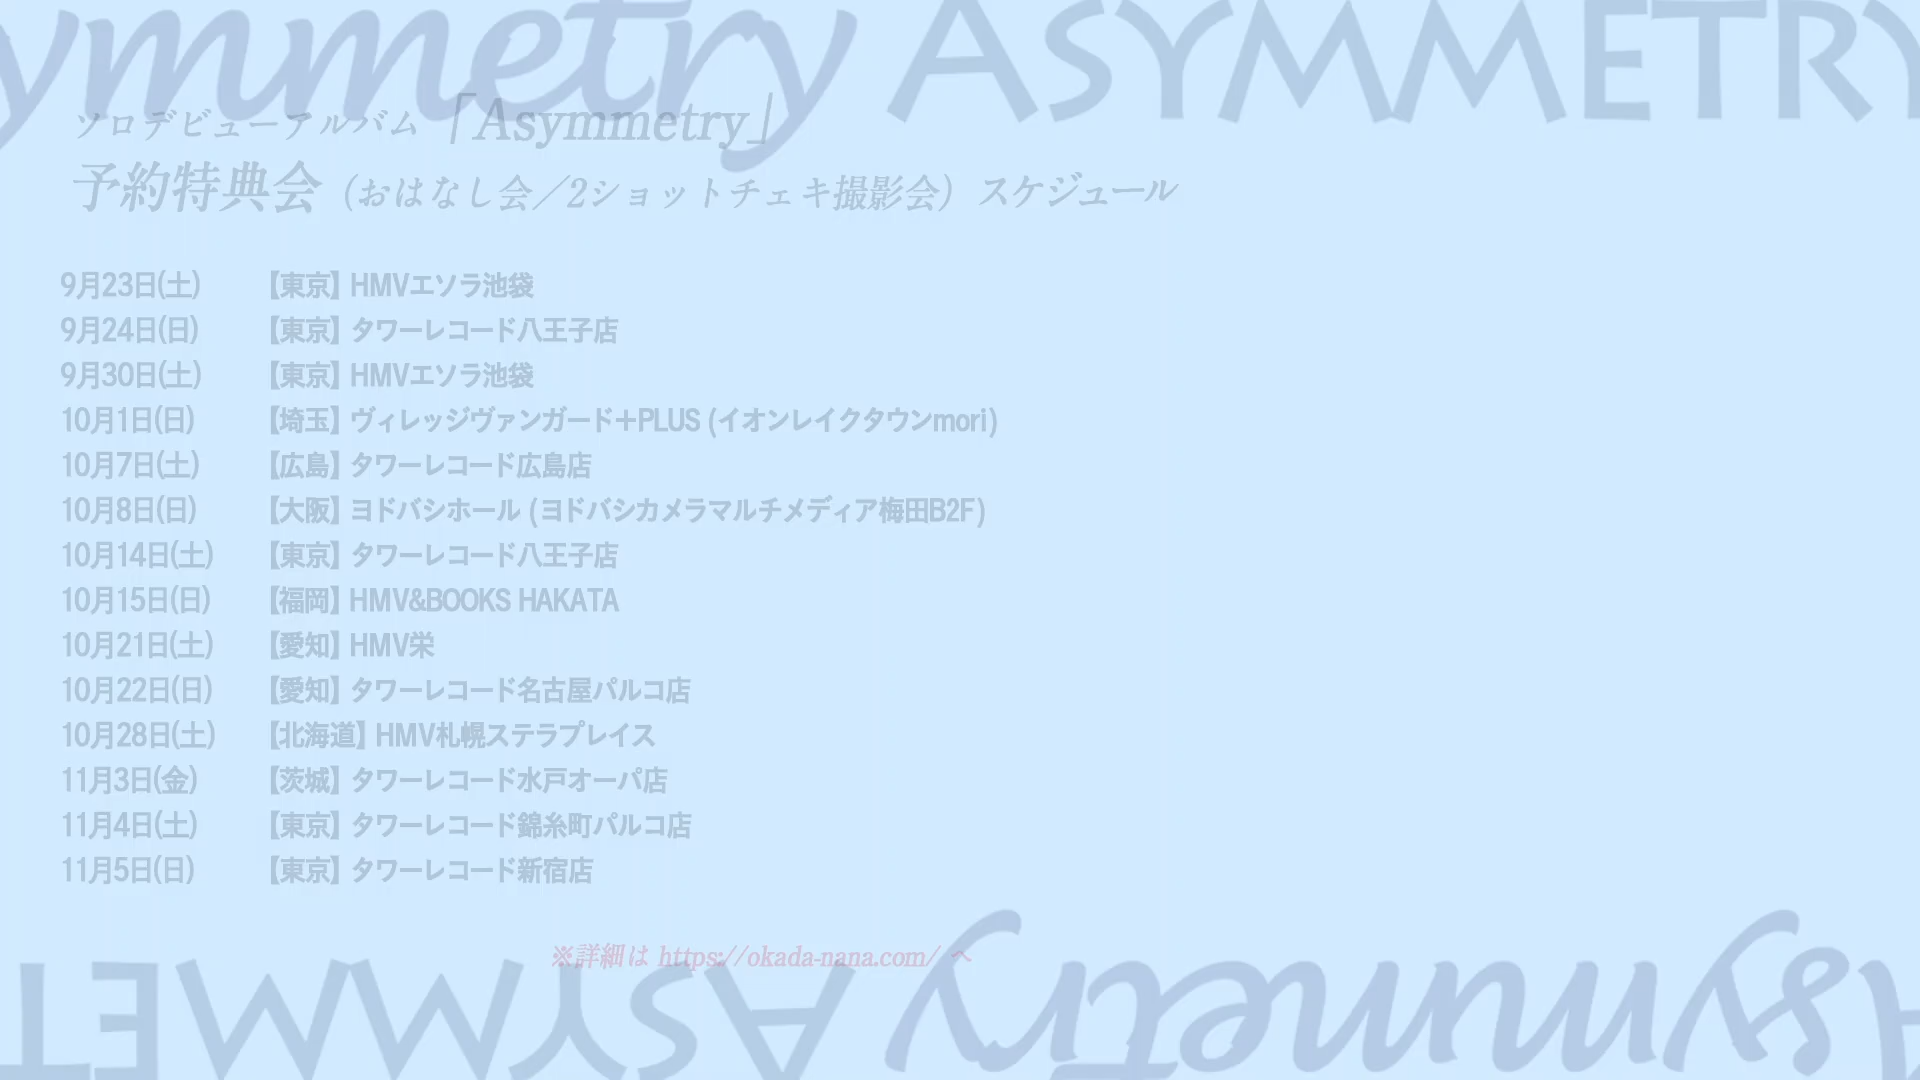 ymmetry ASYMMETRY
ソロデビューアルバム「Asymmetry」
予約特典会（おはなし会／2ショットチェキ撮影会）スケジュール
9月23日(土) 【東京】HMVエソラ池袋
9月24日(日) 【東京】タワーレコード八王子店
9月30日(土) 【東京】HMVエソラ池袋
10月1日(日) 【埼玉】ヴィレッジヴァンガード＋PLUS (イオンレイクタウンmori)
10月7日(土) 【広島】タワーレコード広島店
10月8日(日) 【大阪】ヨドバシホール (ヨドバシカメラマルチメディア梅田B2F)
10月14日(土) 【東京】タワーレコード八王子店
10月15日(日) 【福岡】HMV&BOOKS HAKATA
10月21日(土) 【愛知】HMV栄
10月22日(日) 【愛知】タワーレコード名古屋パルコ店
10月28日(土) 【北海道】HMV札幌ステラプレイス
11月3日(金) 【茨城】タワーレコード水戸オーパ店
11月4日(土) 【東京】タワーレコード錦糸町パルコ店
11月5日(日) 【東京】タワーレコード新宿店
※詳細は https://okada-nana.com/ へ
Asymmetry ASYMMET